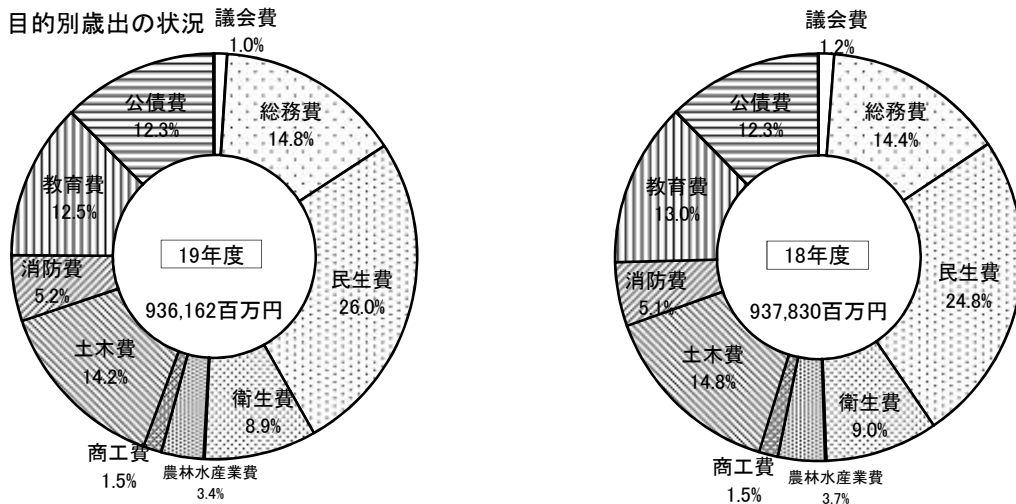 目的別歳出の状況
議会費
1.0%
総務費
14.8%
民生費
26.0%
衛生費
8.9%
農林水産業費
3.4%
商工費
1.5%
土木費
14.2%
消防費
5.2%
教育費
12.5%
公債費
12.3%
19年度
936,162百万円
議会費
1.2%
総務費
14.4%
民生費
24.8%
衛生費
9.0%
農林水産業費
3.7%
商工費
1.5%
土木費
14.8%
消防費
5.1%
教育費
13.0%
公債費
12.3%
18年度
937,830百万円